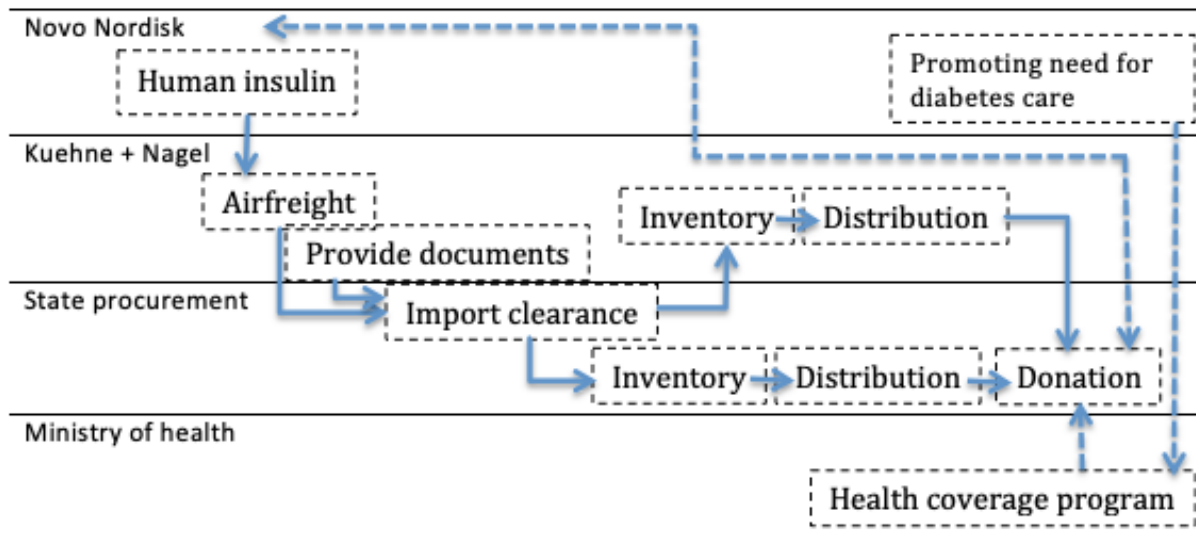 Novo Nordisk
Human insulin
Promoting need for
diabetes care
Kuehne + Nagel
Airfreight
Inventory
Distribution
Provide documents
State procurement
Import clearance
Inventory
Distribution
Donation
Ministry of health
Health coverage program